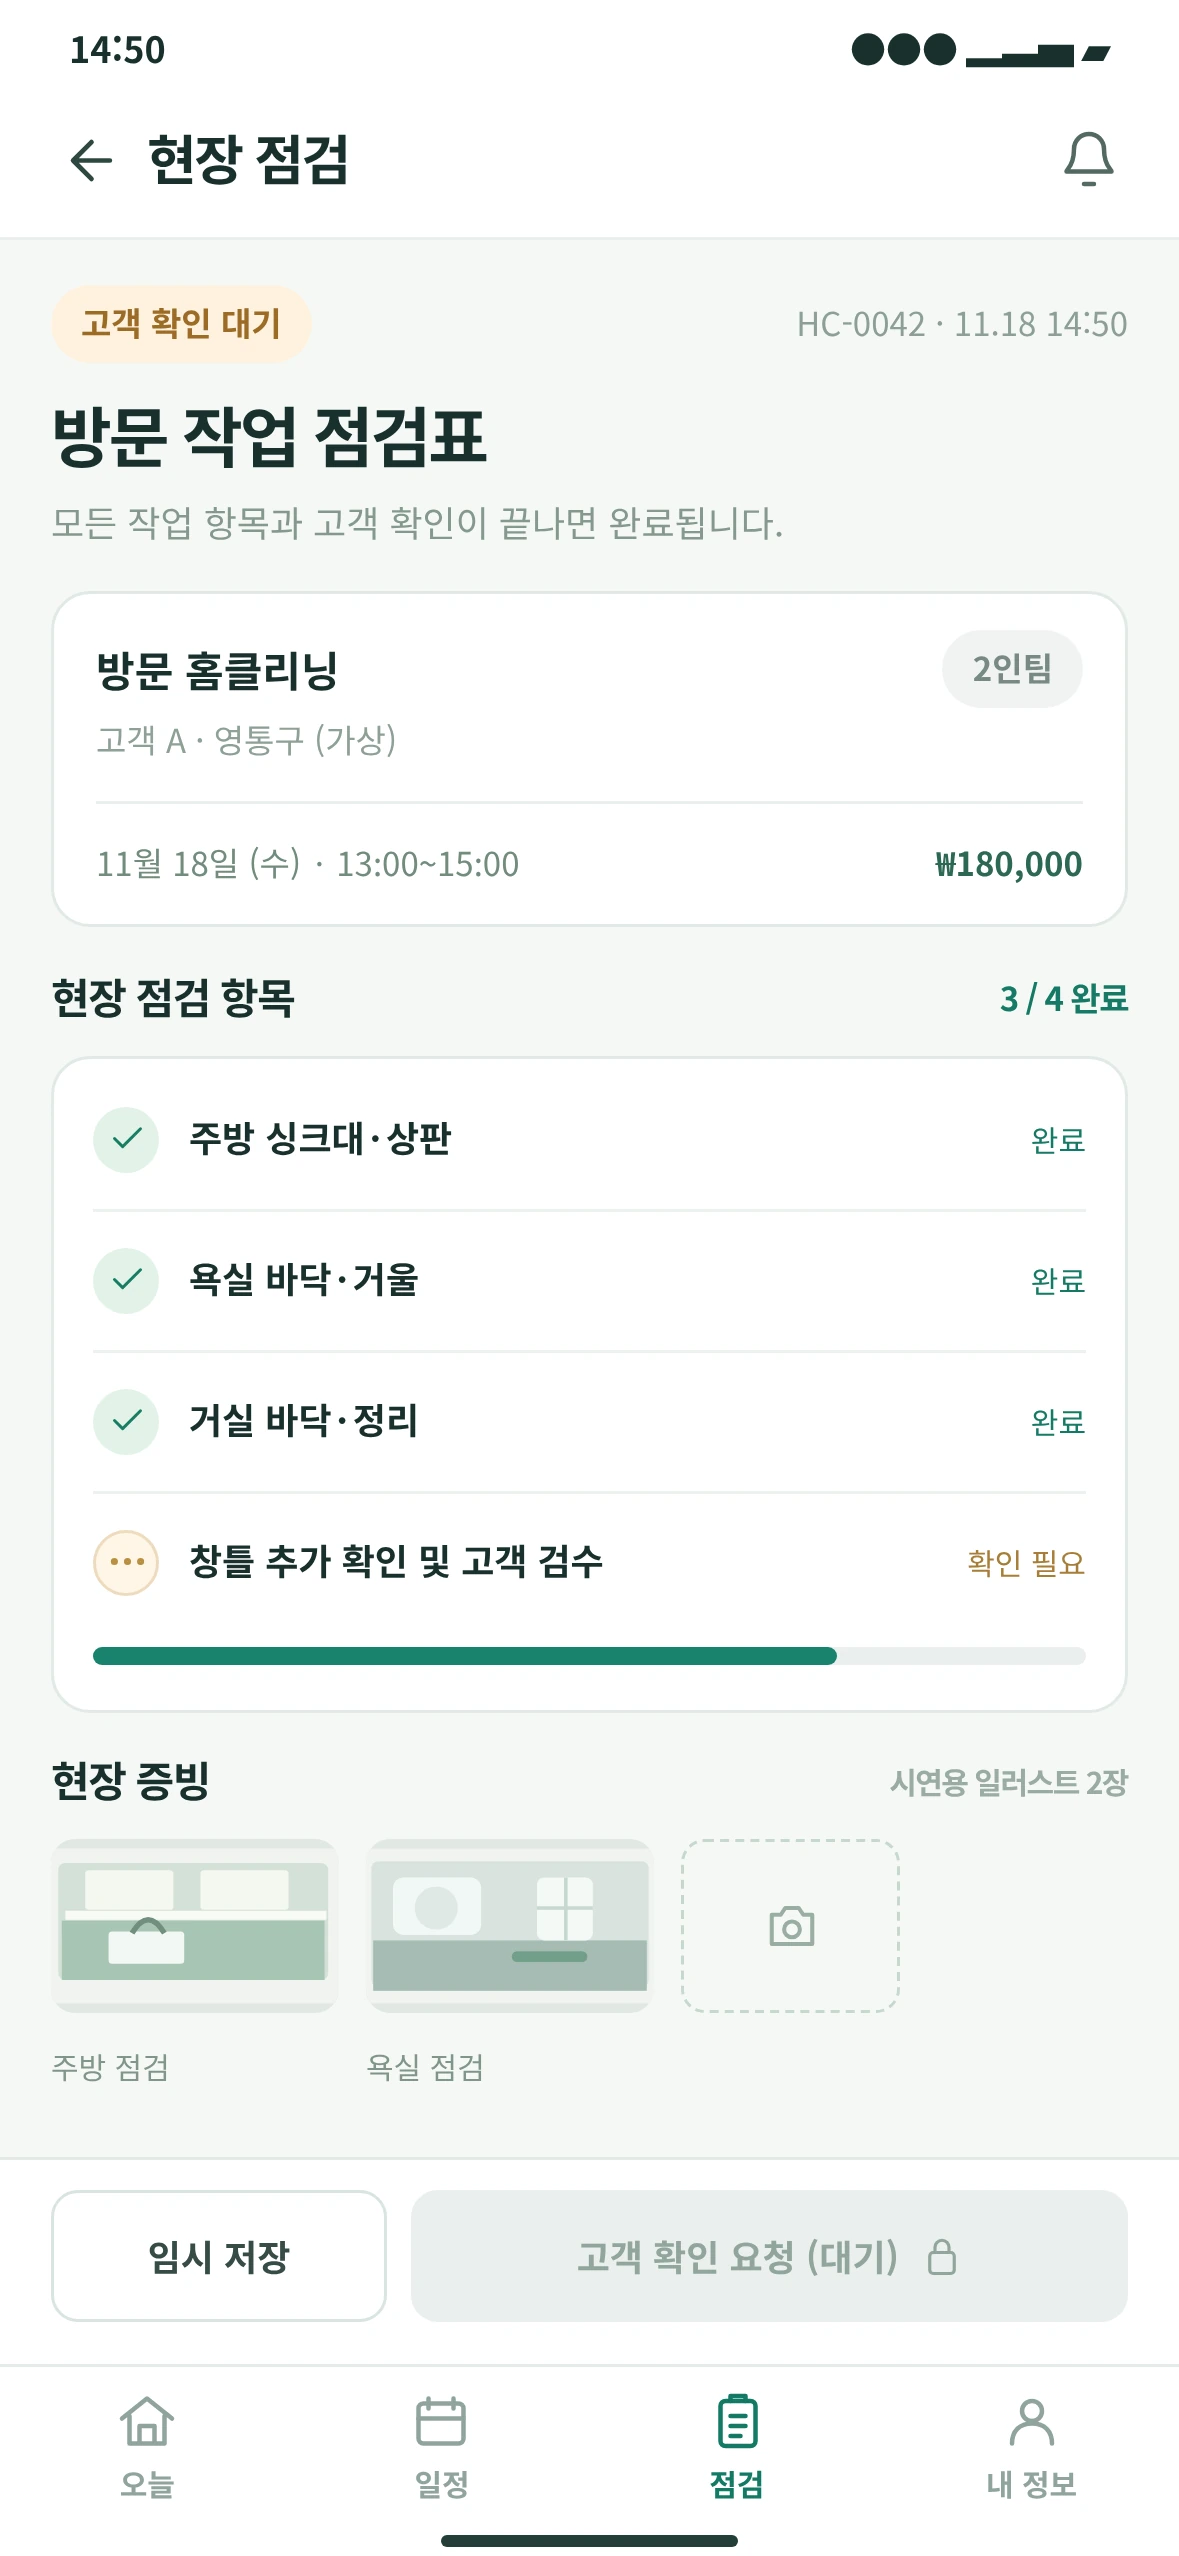 14:50
현장 점검
고객 확인 대기
HC-0042 · 11.18 14:50
방문 작업 점검표
모든 작업 항목과 고객 확인이 끝나면 완료됩니다.
방문 홈클리닝
2인팀
고객 A · 영통구 (가상)
11월 18일 (수) · 13:00~15:00
₩180,000
현장 점검 항목
3 / 4 완료
주방 싱크대·상판
완료
욕실 바닥·거울
완료
거실 바닥·정리
완료
창틀 추가 확인 및 고객 검수
확인 필요
현장 증빙
시연용 일러스트 2장
주방 점검
욕실 점검
임시 저장
고객 확인 요청 (대기)
오늘
일정
점검
내 정보